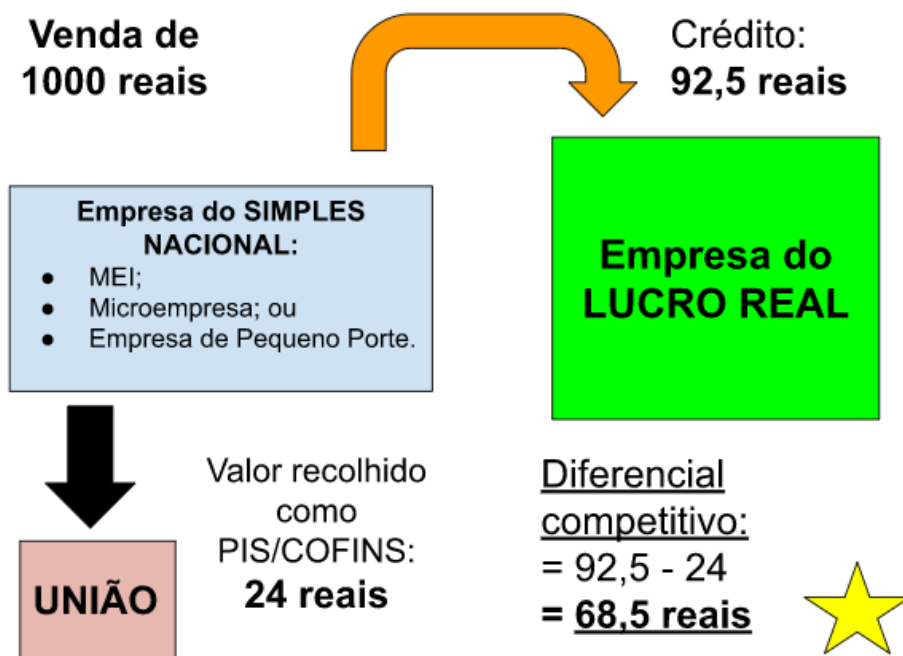 Venda de
1000 reais
Crédito:
92,5 reais
Empresa do SIMPLES
NACIONAL:
● MEI;
● Microempresa; ou
● Empresa de Pequeno Porte.
Empresa do
LUCRO REAL
Valor recolhido
como
PIS/COFINS:
24 reais
UNIÃO
Diferencial
competitivo:
= 92,5 - 24
= 68,5 reais